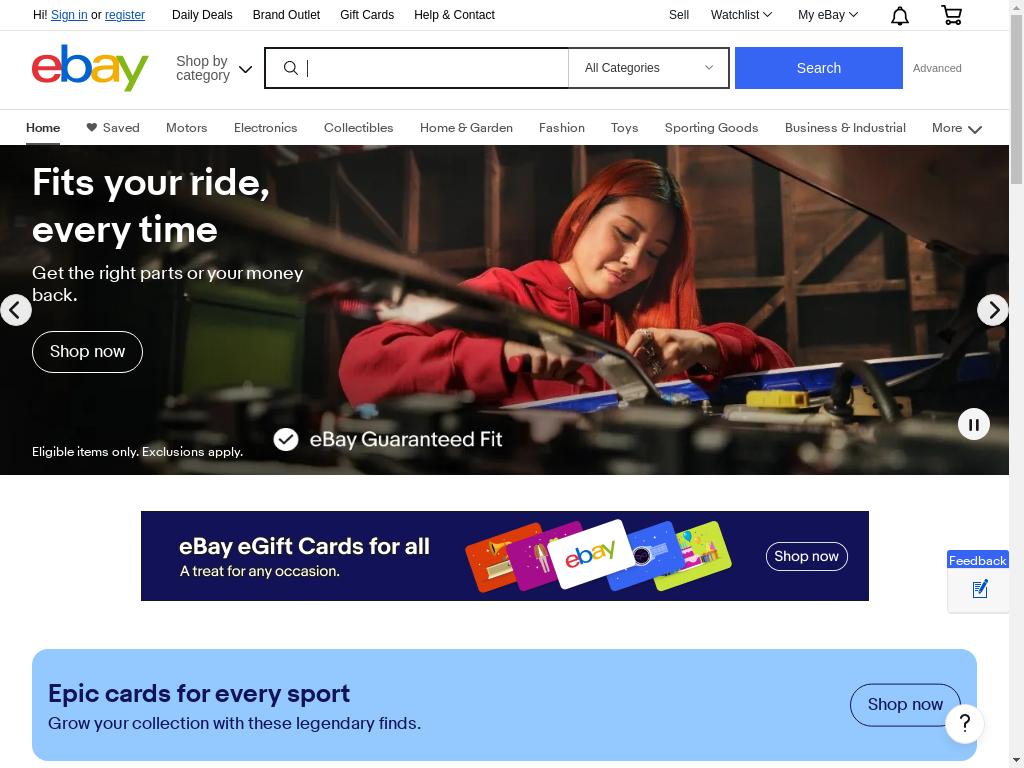 Hi! Sign in or register
Daily Deals
Brand Outlet
Gift Cards
Help & Contact
Sell
Watchlist
My eBay
ebay
Shop by
category
All Categories
Search
Advanced
Home
Saved
Motors
Electronics
Collectibles
Home & Garden
Fashion
Toys
Sporting Goods
Business & Industrial
More
Fits your ride,
every time
Get the right parts or your money
back.
Shop now
Eligible items only. Exclusions apply.
eBay Guaranteed Fit
eBay eGift Cards for all
A treat for any occasion.
ebay
Shop now
Feedback
Epic cards for every sport
Grow your collection with these legendary finds.
Shop now
?